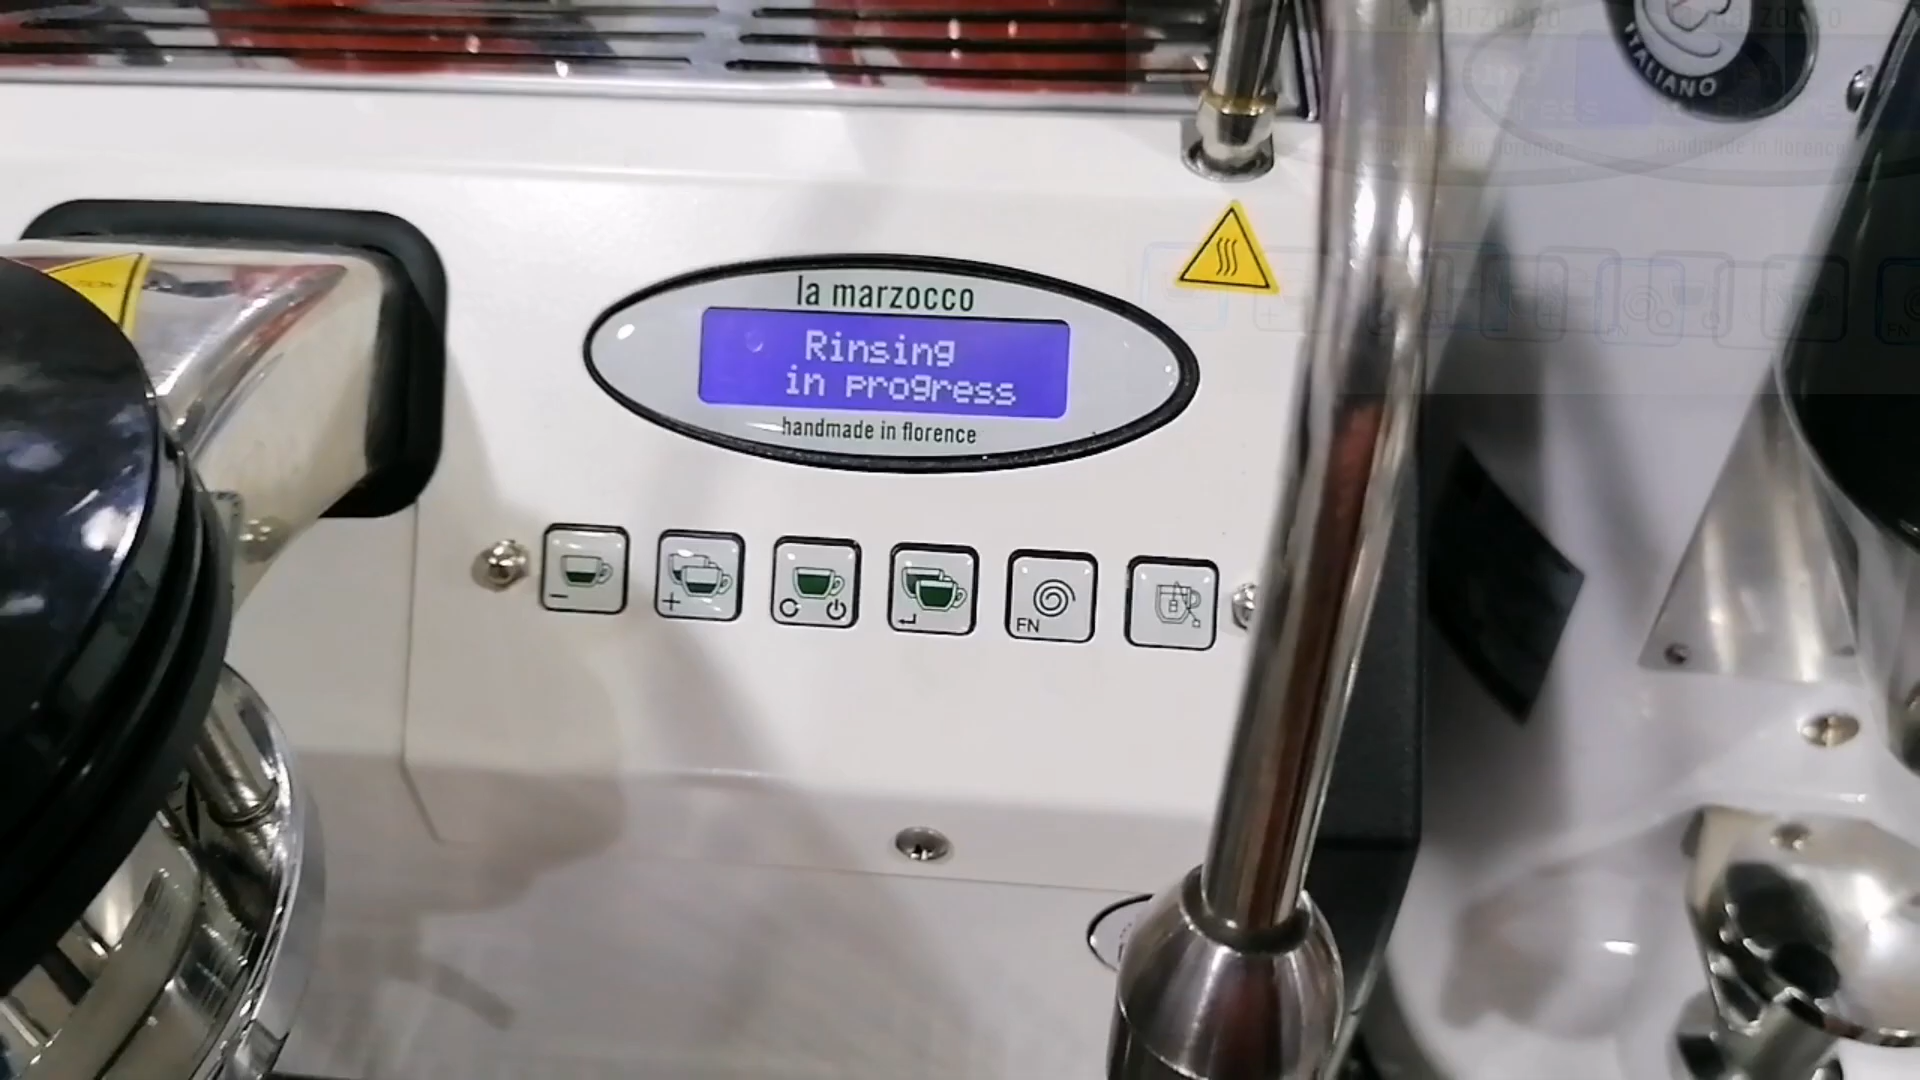 ITALIANO
la marzocco
Rinsing
in progress
handmade in florence
-
+
FN